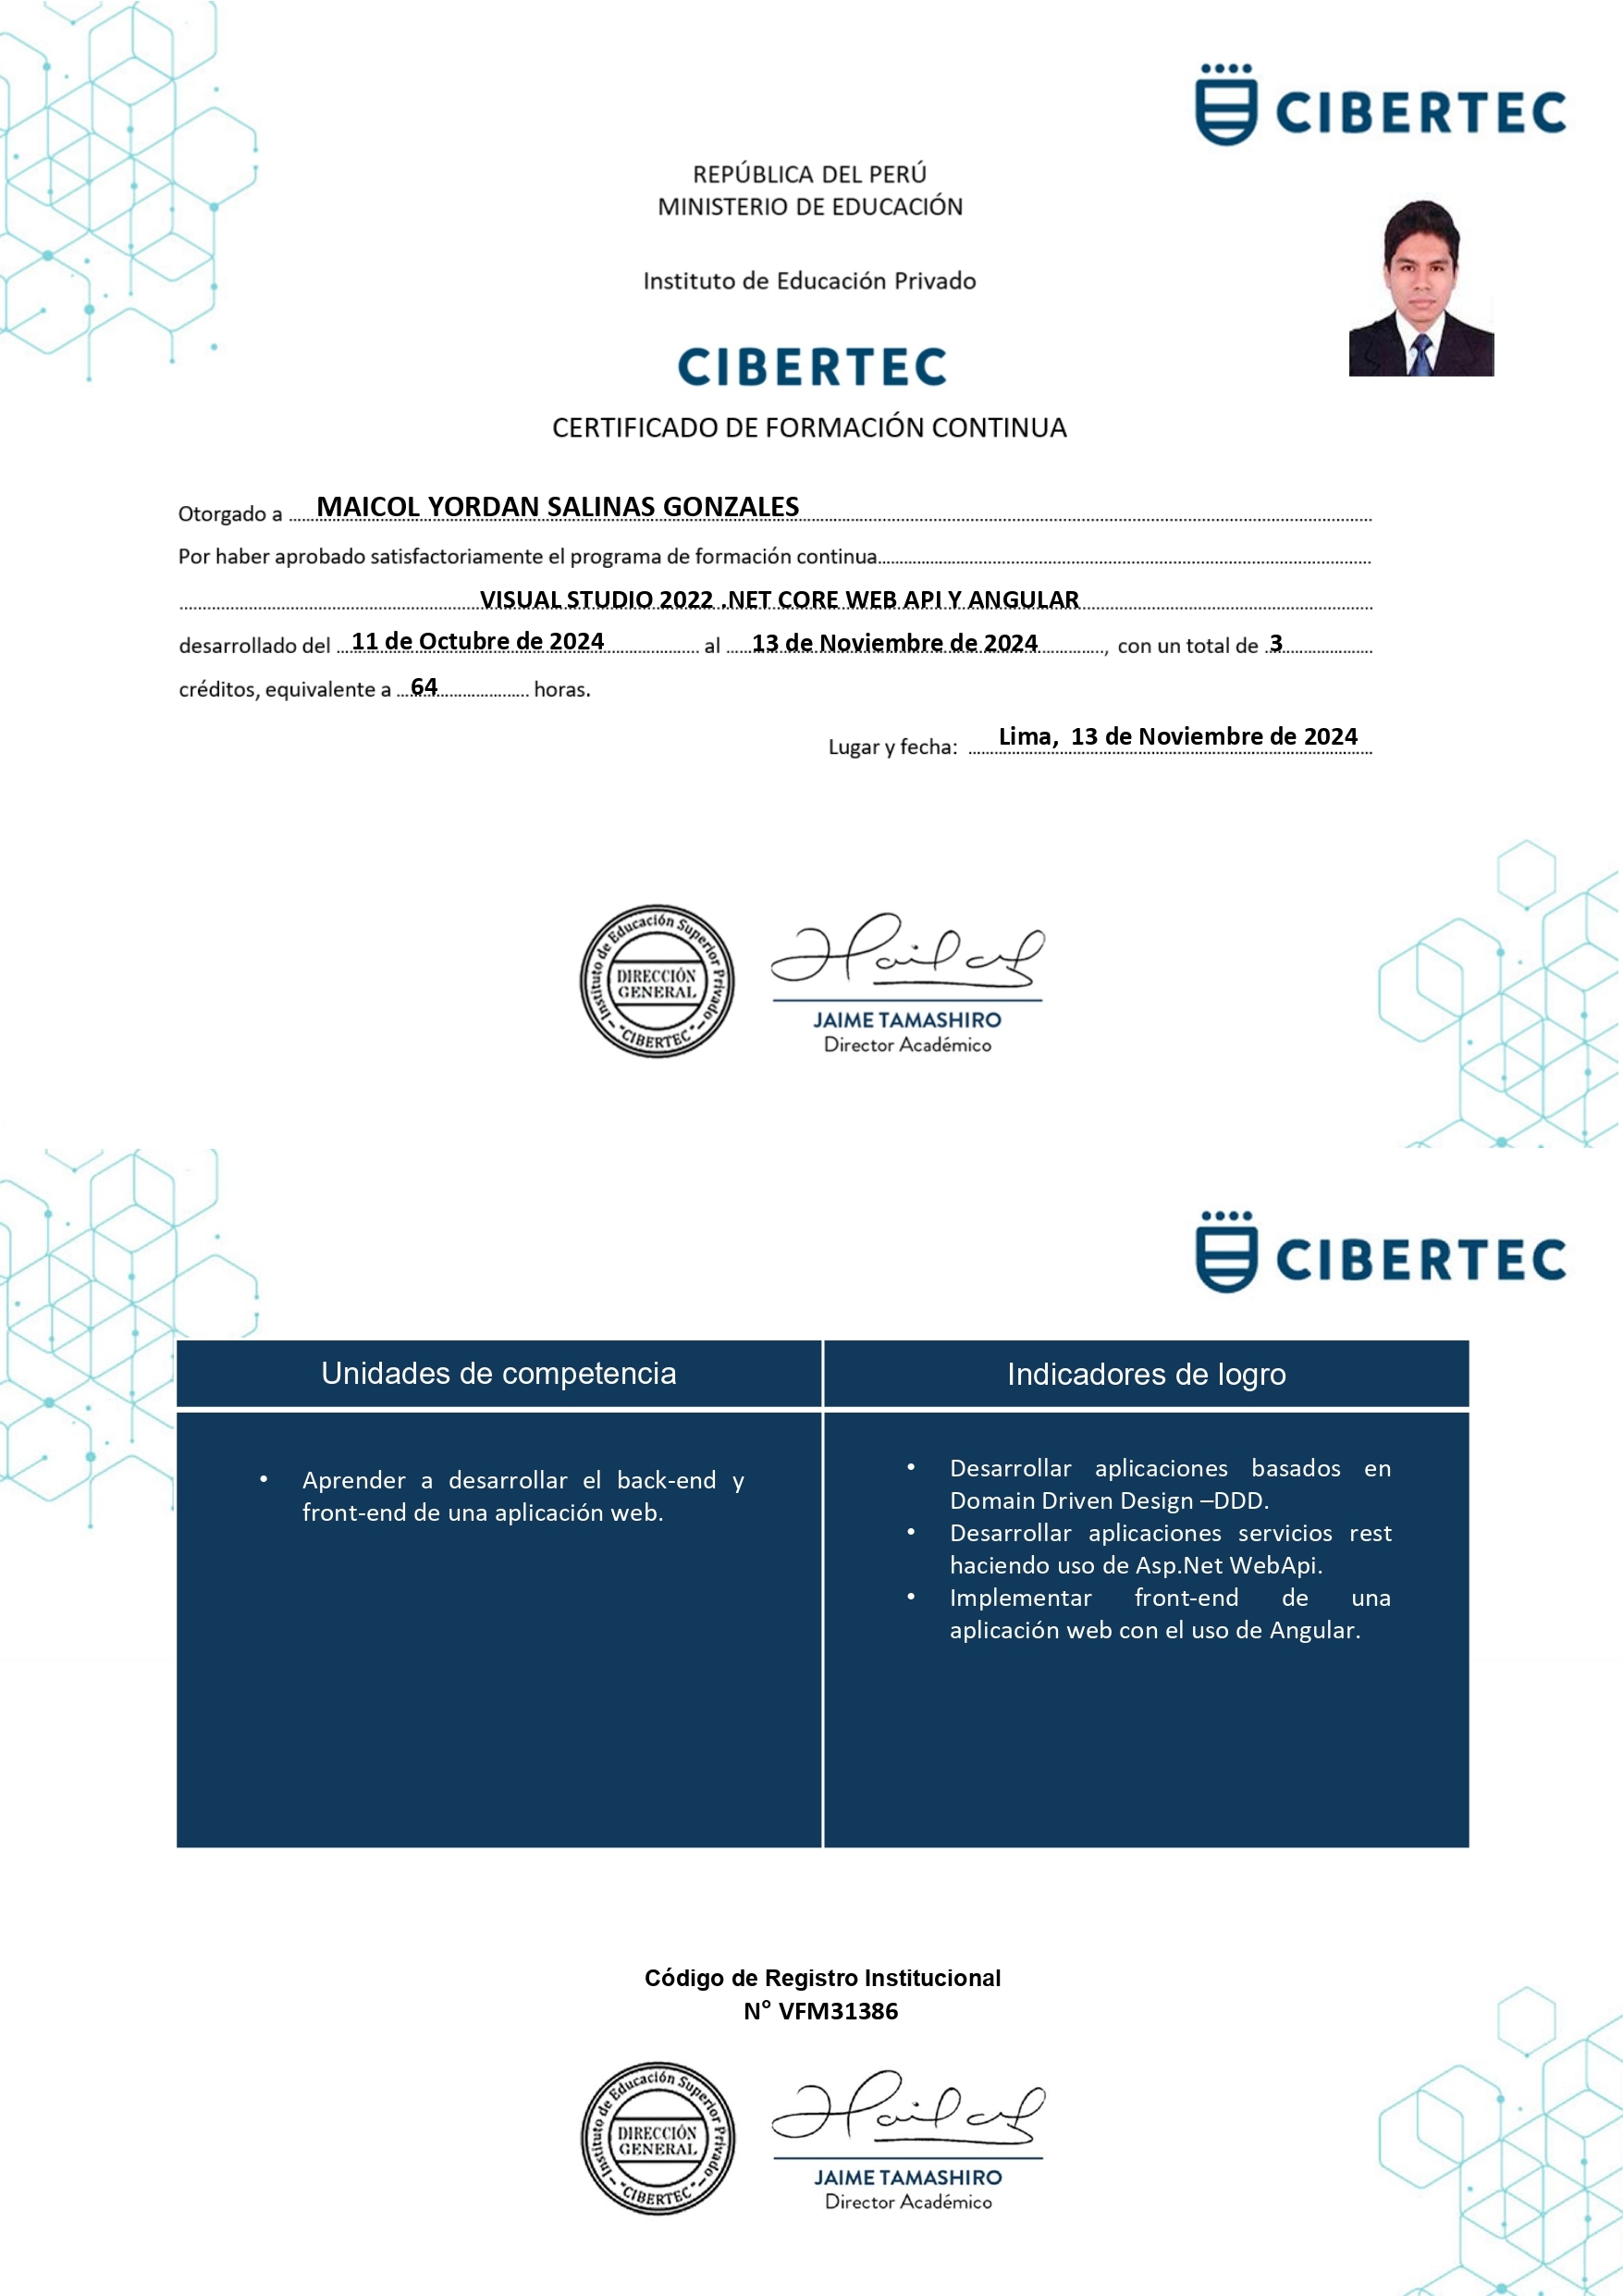 CIBERTEC
REPÚBLICA DEL PERÚ
MINISTERIO DE EDUCACIÓN
Instituto de Educación Privado
CIBERTEC
CERTIFICADO DE FORMACIÓN CONTINUA
Otorgado a MAICOL YORDAN SALINAS GONZALES
Por haber aprobado satisfactoriamente el programa de formación continua
VISUAL STUDIO 2022 .NET CORE WEB API Y ANGULAR
desarrollado del 11 de Octubre de 2024 al 13 de Noviembre de 2024, con un total de 3
créditos, equivalente a 64 horas.
Lugar y fecha: Lima, 13 de Noviembre de 2024
Instituto de Educación Superior Privado
DIRECCIÓN
GENERAL
"CIBERTEC"
JAIME TAMASHIRO
Director Académico
CIBERTEC
Unidades de competencia
Indicadores de logro
• Aprender a desarrollar el back-end y
front-end de una aplicación web.
• Desarrollar aplicaciones basados en
Domain Driven Design –DDD.
• Desarrollar aplicaciones servicios rest
haciendo uso de Asp.Net WebApi.
• Implementar front-end de una
aplicación web con el uso de Angular.
Código de Registro Institucional
N° VFM31386
Instituto de Educación Superior Privado
DIRECCIÓN
GENERAL
"CIBERTEC"
JAIME TAMASHIRO
Director Académico